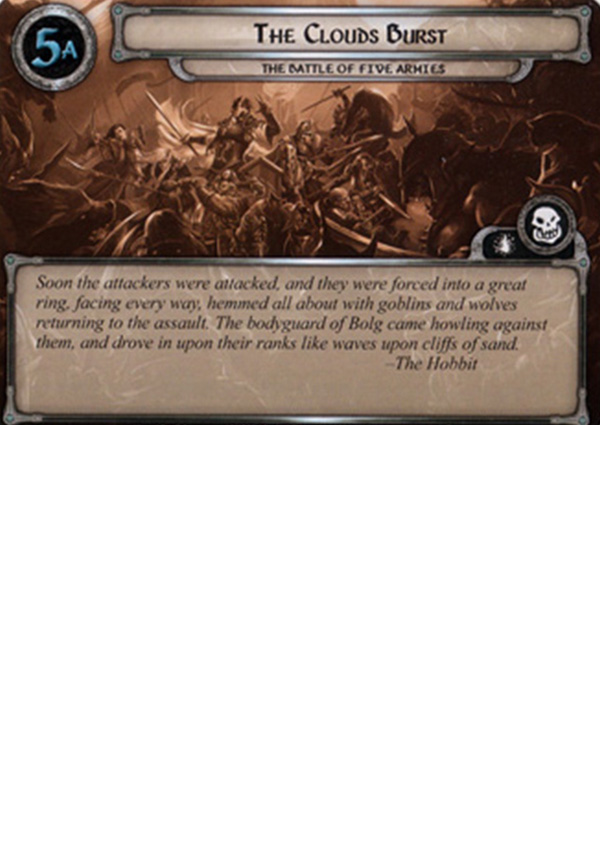 5A
The Clouds Burst
The Battle of Five Armies
Soon the attackers were attacked, and they were forced into a great
ring, facing every way, hemmed all about with goblins and wolves
returning to the assault. The bodyguard of Bolg came howling against
them, and drove in upon their ranks like waves upon cliffs of sand.
–The Hobbit